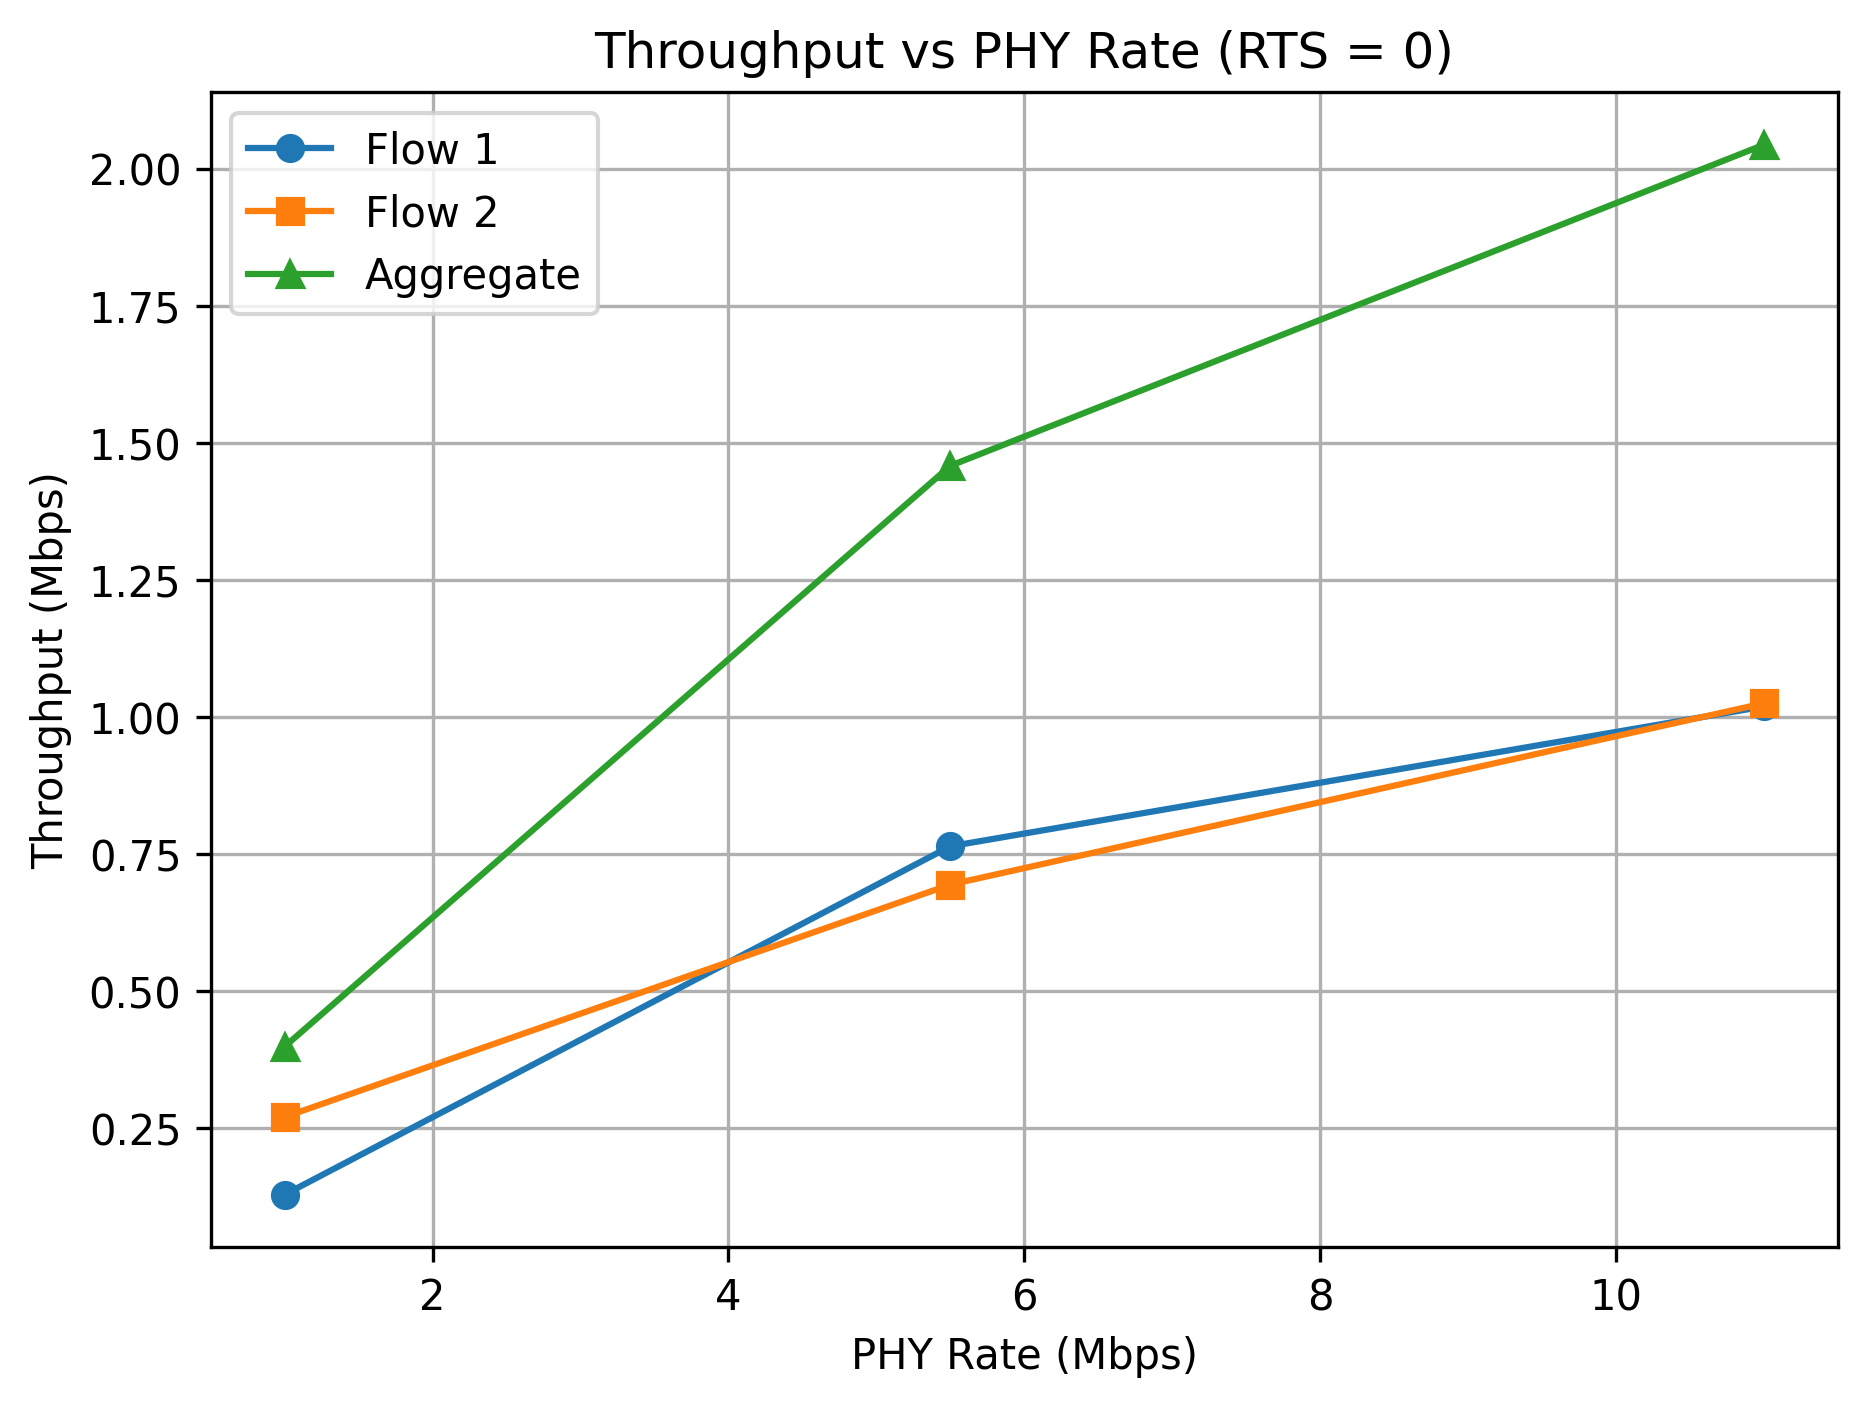 Throughput vs PHY Rate (RTS = 0)
Flow 1
Flow 2
Aggregate
2.00
1.75
1.50
1.25
1.00
0.75
0.50
0.25
Throughput (Mbps)
2
4
6
8
10
PHY Rate (Mbps)